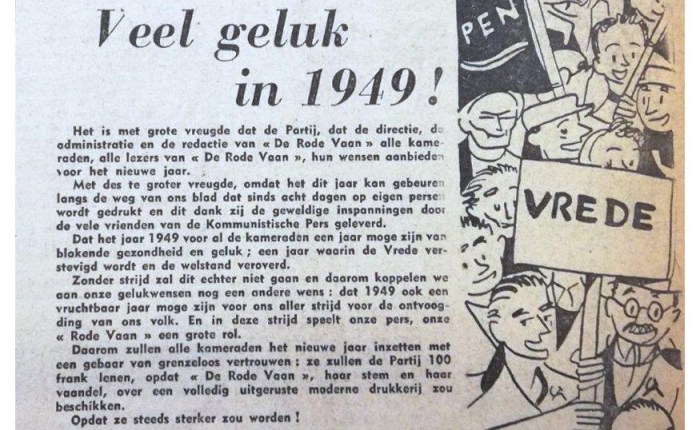 Veel geluk
in 1949 !
Het is met grote vreugde dat de Partij, dat de directie, de
administratie en de redactie van « De Rode Vaan » alle kame-
raden, alle lezers van « De Rode Vaan », hun wensen aanbieden
voor het nieuwe jaar.
Met des te groter vreugde, omdat het dit jaar kan gebeuren
langs de weg van ons blad dat sinds acht dagen op eigen persen
wordt gedrukt en dit dank zij de geweldige inspanningen door
de vele vrienden van de Kommunistische Pers geleverd.
Dat het jaar 1949 voor al de kameraden een jaar moge zijn van
blakende gezondheid en geluk ; een jaar waarin de Vrede ver-
stevigd wordt en de welstand veroverd.
Zonder strijd zal dit echter niet gaan en daarom koppelen we
aan onze gelukwensen nog een andere wens : dat 1949 ook een
vruchtbaar jaar moge zijn voor ons aller strijd voor de ontvoog-
ding van ons volk. En in deze strijd speelt onze pers, onze
« Rode Vaan » een grote rol.
Daarom zullen alle kameraden het nieuwe jaar inzetten met
een gebaar van grenzeloos vertrouwen : ze zullen de Partij 100
frank lenen, opdat « De Rode Vaan », haar stem en haar
vaandel, over een volledig uitgeruste moderne drukkerij zou
beschikken.
Opdat ze steeds sterker zou worden !
PEN
VREDE